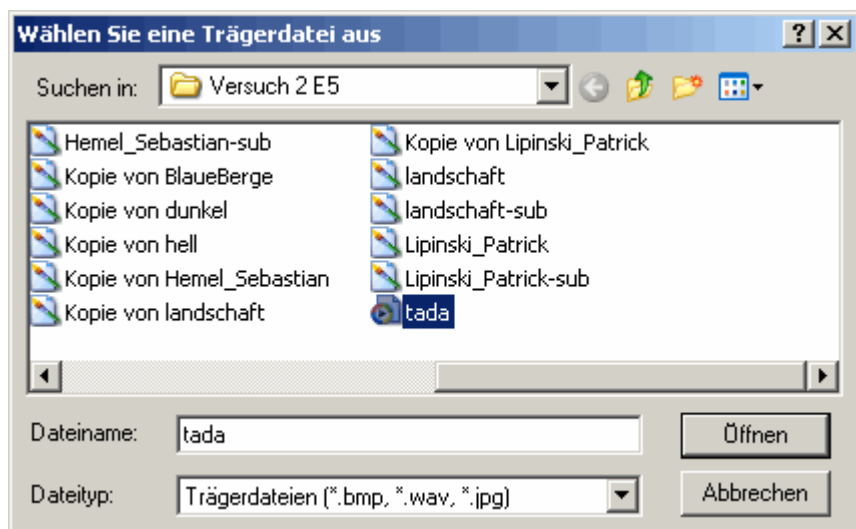 Wählen Sie eine Trägerdatei aus
Suchen in: Versuch 2 E5
Hemel_Sebastian-sub
Kopie von BlaueBerge
Kopie von dunkel
Kopie von hell
Kopie von Hemel_Sebastian
Kopie von landschaft
Kopie von Lipinski_Patrick
landschaft
landschaft-sub
Lipinski_Patrick
Lipinski_Patrick-sub
tada
Dateiname: tada Öffnen
Dateityp: Trägerdateien (*.bmp, *.wav, *.jpg) Abbrechen